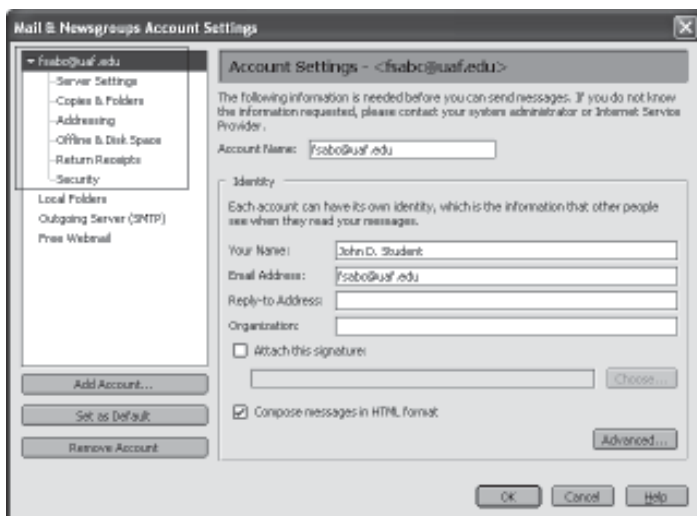 Mail & Newsgroups Account Settings
fsabc@uaf.edu
Server Settings
Copies & Folders
Addressing
Offline & Disk Space
Return Receipts
Security
Local Folders
Outgoing Server (SMTP)
Free Webmail
Add Account...
Set as Default
Remove Account
Account Settings - <fsabc@uaf.edu>
The following information is needed before you can send messages. If you do not know
the information requested, please contact your system administrator or Internet Service
Provider.
Account Name: fsabc@uaf.edu
Identity
Each account can have its own identity, which is the information that other people
see when they read your messages.
Your Name: John D. Student
Email Address: fsabc@uaf.edu
Reply-to Address:
Organization:
Attach this signature:
Choose...
Compose messages in HTML format
Advanced...
OK Cancel Help